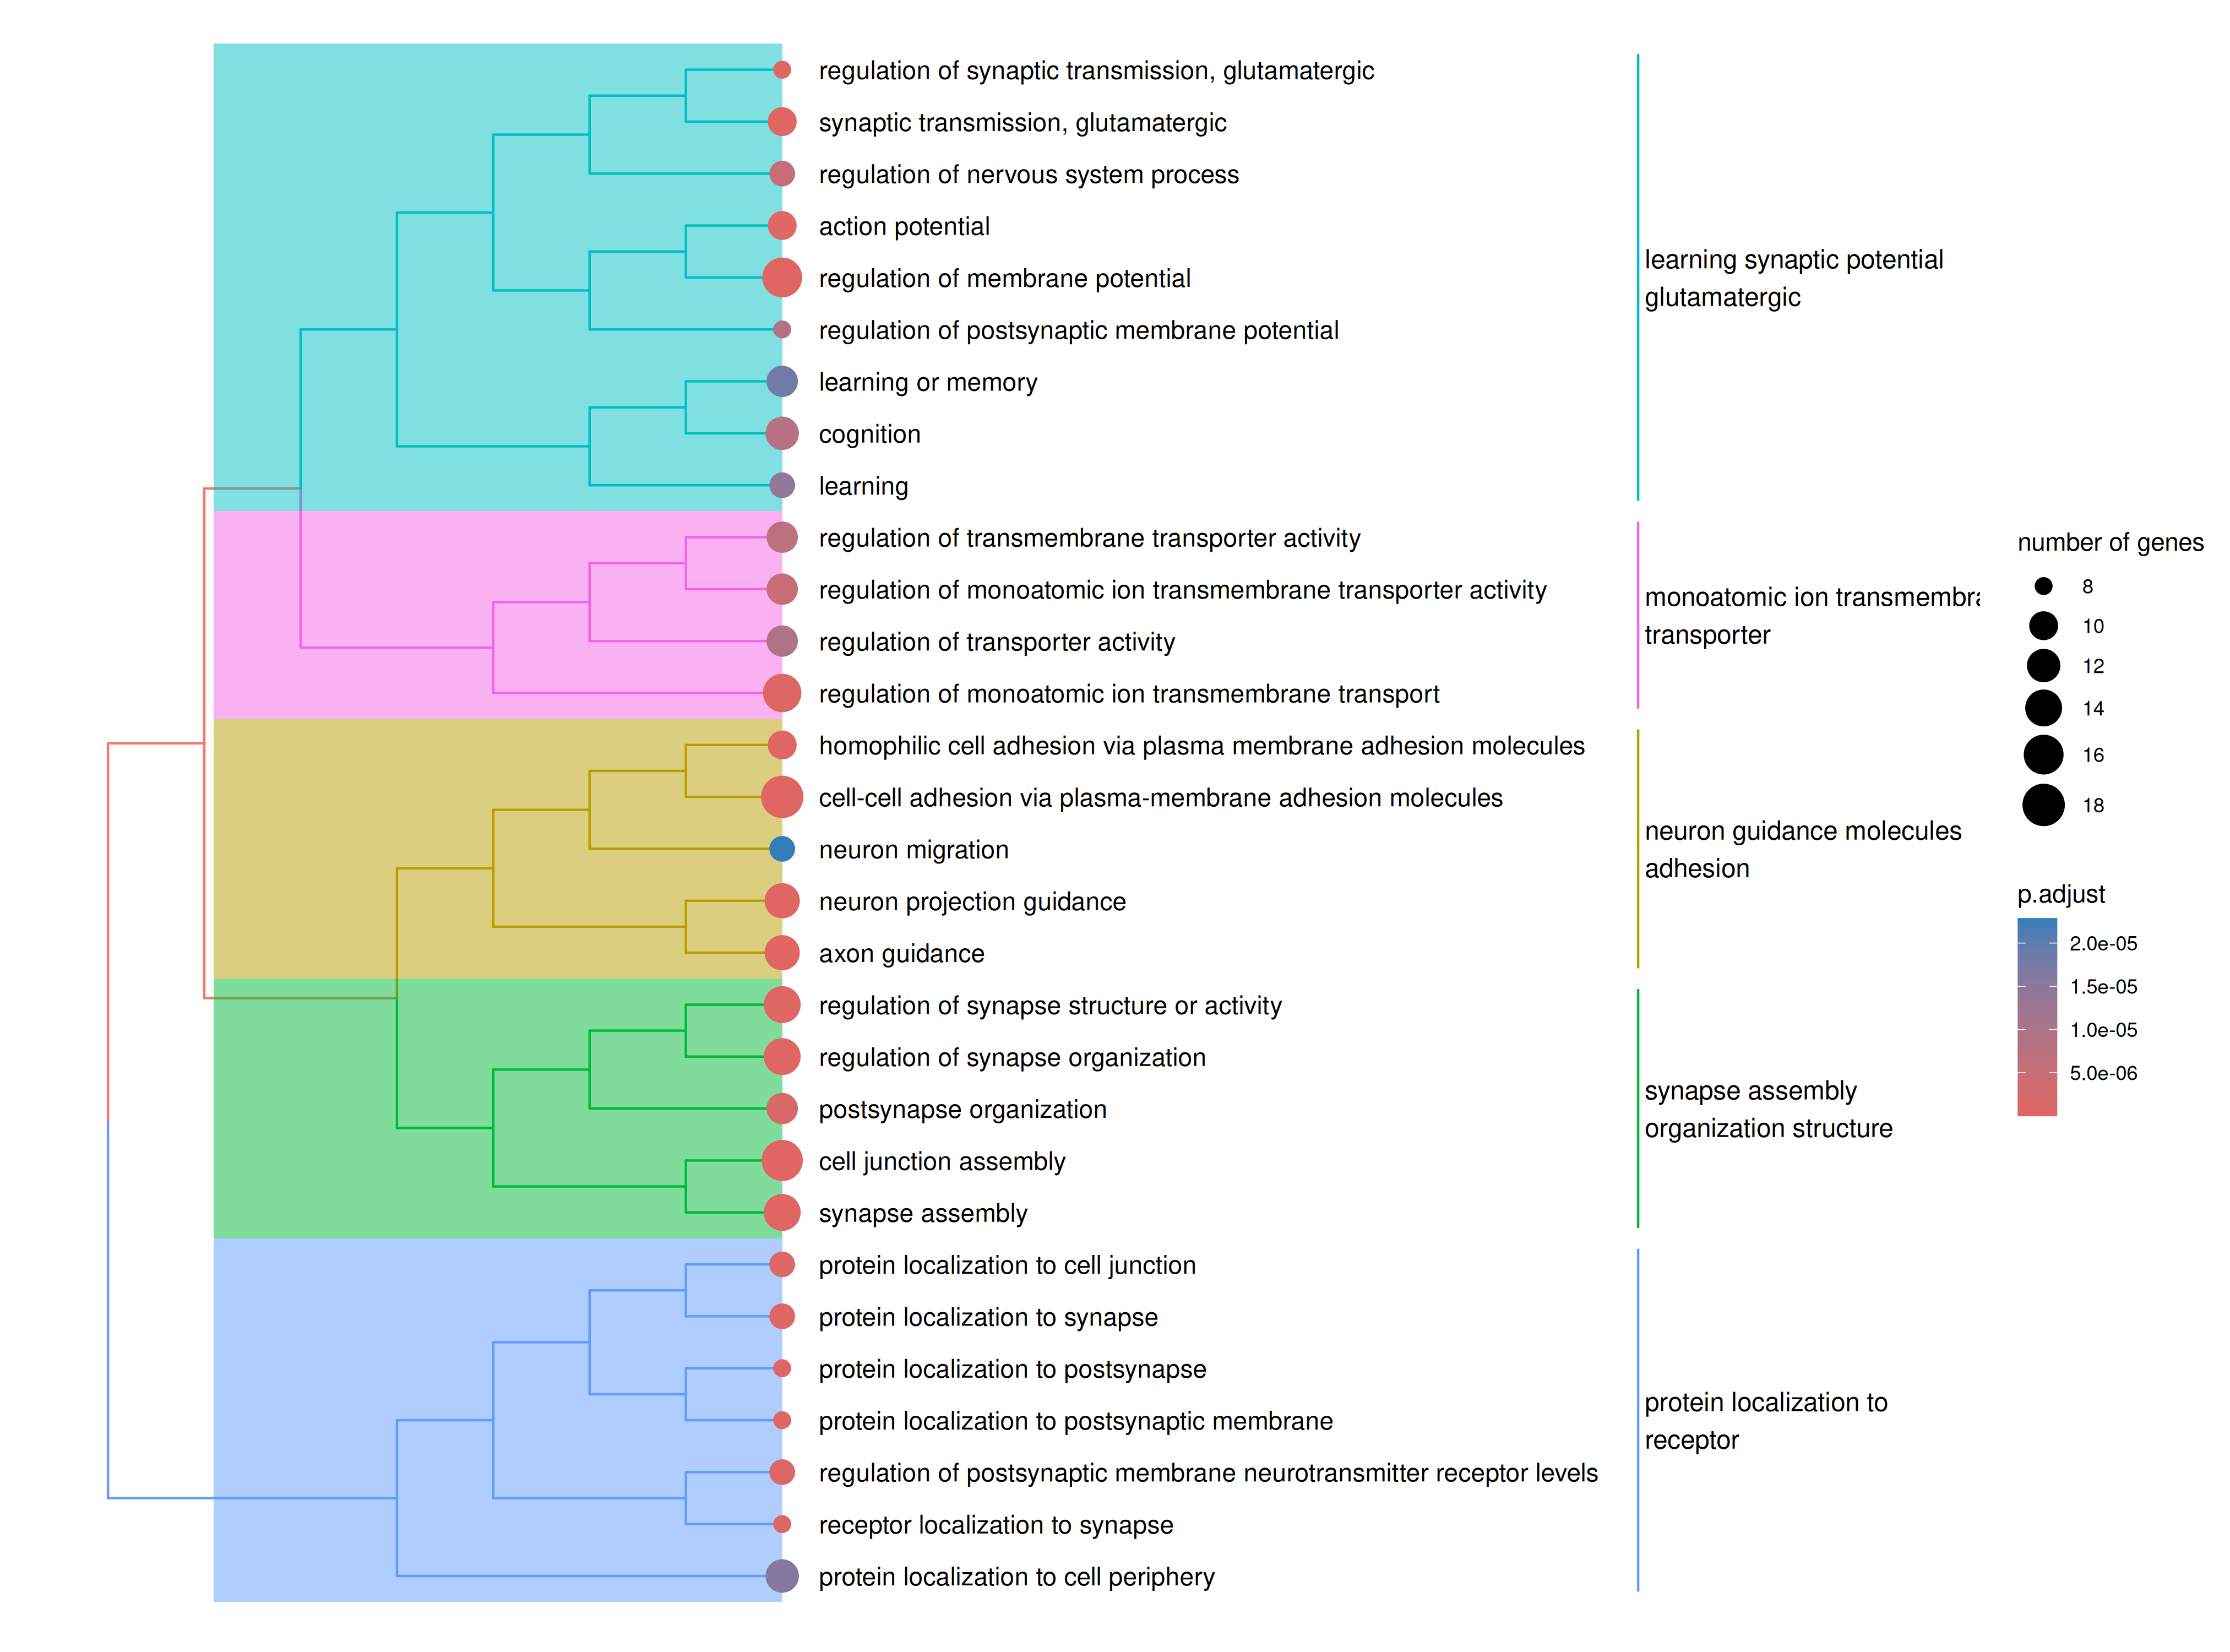 regulation of synaptic transmission, glutamatergic
synaptic transmission, glutamatergic
regulation of nervous system process
action potential
regulation of membrane potential
regulation of postsynaptic membrane potential
learning or memory
cognition
learning
regulation of transmembrane transporter activity
regulation of monoatomic ion transmembrane transporter activity
regulation of transporter activity
regulation of monoatomic ion transmembrane transport
homophilic cell adhesion via plasma membrane adhesion molecules
cell-cell adhesion via plasma-membrane adhesion molecules
neuron migration
neuron projection guidance
axon guidance
regulation of synapse structure or activity
regulation of synapse organization
postsynapse organization
cell junction assembly
synapse assembly
protein localization to cell junction
protein localization to synapse
protein localization to postsynapse
protein localization to postsynaptic membrane
regulation of postsynaptic membrane neurotransmitter receptor levels
receptor localization to synapse
protein localization to cell periphery
learning synaptic potential
glutamatergic
monoatomic ion transmembra
transporter
neuron guidance molecules
adhesion
synapse assembly
organization structure
protein localization to
receptor
number of genes
8
10
12
14
16
18
p.adjust
2.0e-05
1.5e-05
1.0e-05
5.0e-06